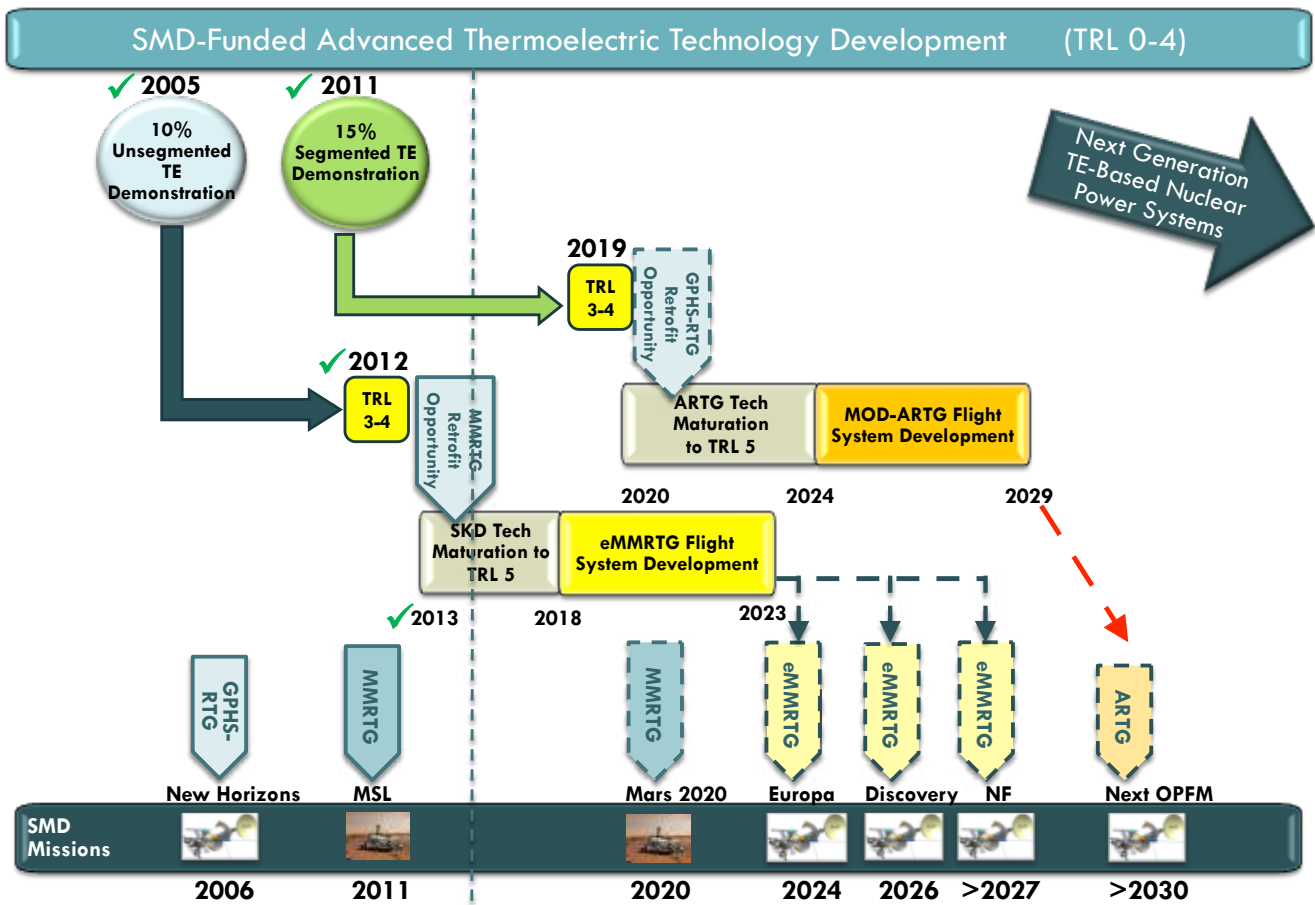 SMD-Funded Advanced Thermoelectric Technology Development (TRL 0-4)
2005
2011
10%
Unsegmented
TE
Demonstration
15%
Segmented TE
Demonstration
Next Generation
TE-Based Nuclear
Power Systems
2019
TRL
3-4
GPHS-RTG
Retrofit
Opportunity
2012
TRL
3-4
MMRTG
Retrofit
Opportunity
ARTG Tech
Maturation
to TRL 5
MOD-ARTG Flight
System Development
2020
2024
2029
SKD Tech
Maturation to
TRL 5
eMMRTG Flight
System Development
2013
2018
2023
GPHS-
RTG
MMRTG
MMRTG
eMMRTG
eMMRTG
eMMRTG
ARTG
New Horizons
MSL
Mars 2020
Europa
Discovery
NF
Next OPFM
SMD
Missions
2006
2011
2020
2024
2026
>2027
>2030